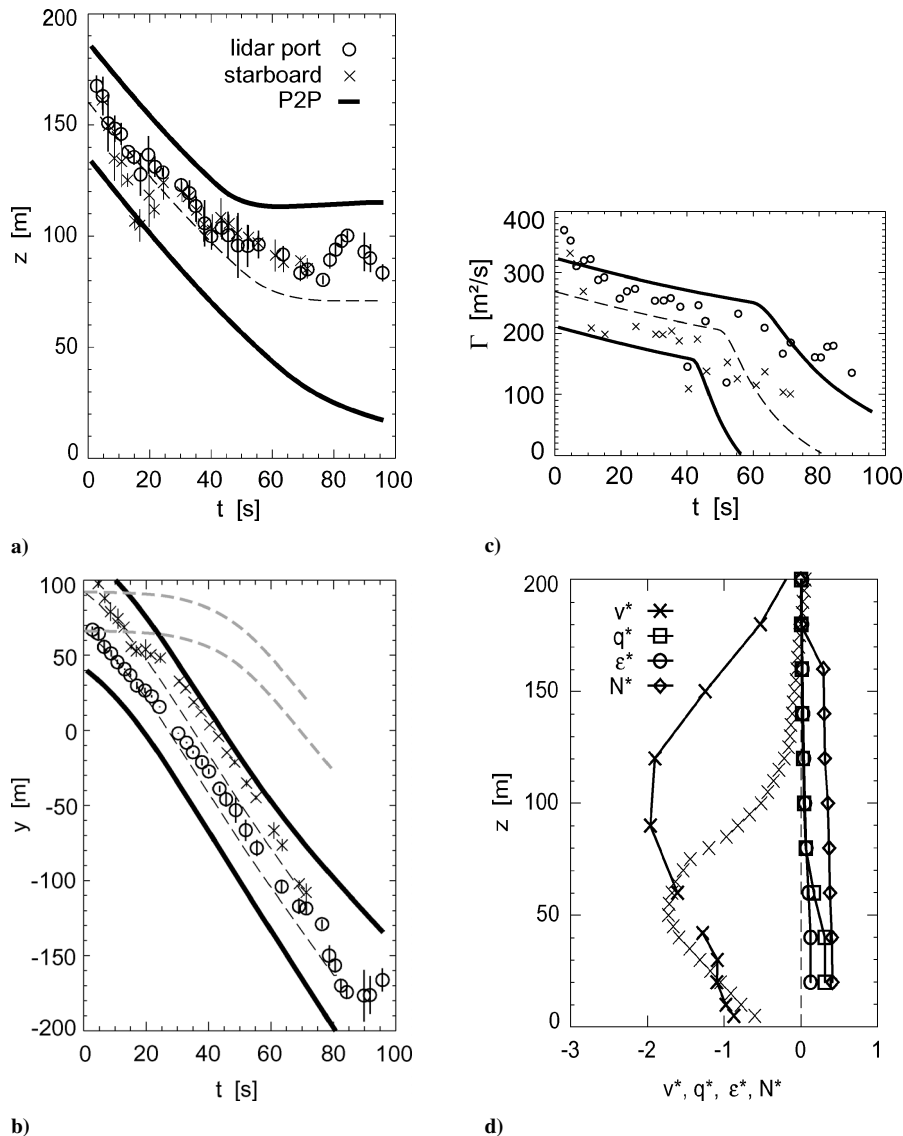 200
150
100
50
0
z [m]
lidar port
starboard
P2P
0 20 40 60 80 100
t [s]
a)
400
300
200
100
0
Γ [m²/s]
0 20 40 60 80 100
t [s]
c)
100
50
0
-50
-100
-150
-200
y [m]
0 20 40 60 80 100
t [s]
b)
200
150
100
50
0
z [m]
v*
q*
ε*
N*
-3 -2 -1 0 1
v*, q*, ε*, N*
d)